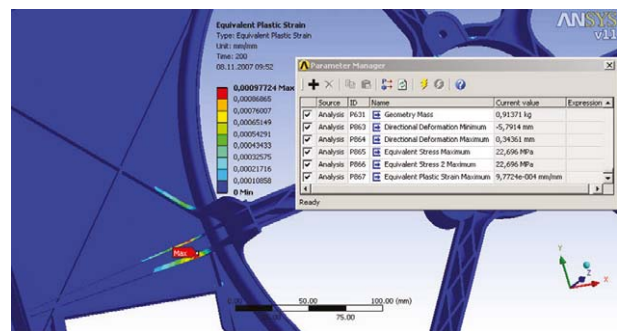 Equivalent Plastic Strain
Type: Equivalent Plastic Strain
Unit: mm/mm
Time: 200
08.11.2007 09:52
0,00097724 Max
0,00086865
0,00076007
0,00065149
0,00054291
0,00043433
0,00032575
0,00021716
0,00010858
0 Min
ANSYS
v11
Parameter Manager
Source ID Name Current value Expression
Analysis P631 Geometry Mass 0,91371 kg
Analysis P863 Directional Deformation Minimum -5,7914 mm
Analysis P864 Directional Deformation Maximum 0,34361 mm
Analysis P865 Equivalent Stress Maximum 22,696 MPa
Analysis P866 Equivalent Stress 2 Maximum 22,696 MPa
Analysis P867 Equivalent Plastic Strain Maximum 9,7724e-004 mm/mm
Ready
Max
0.00 50.00 100.00 (mm)
75.00
Y
Z
X